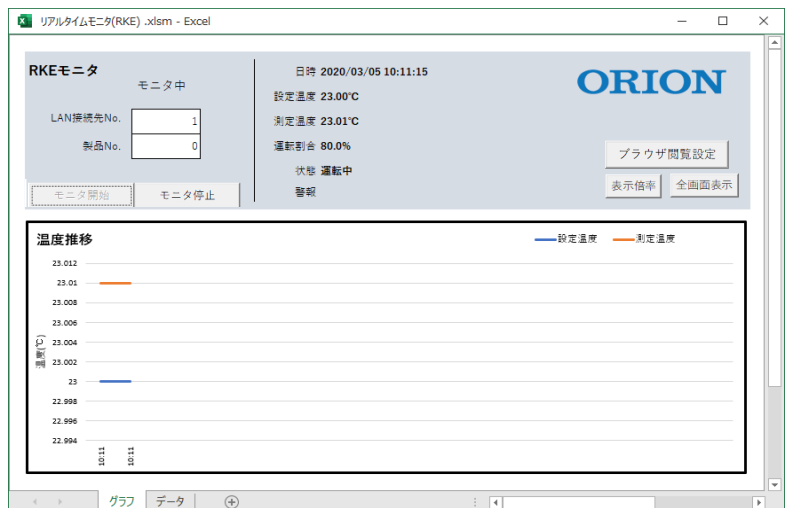 リアルタイムモニタ(RKE) .xlsm - Excel
RKEモニタ
モニタ中
LAN接続先No. 1
製品No. 0
モニタ開始 モニタ停止
日時 2020/03/05 10:11:15
設定温度 23.00℃
測定温度 23.01℃
運転割合 80.0%
状態 運転中
警報
ORION
ブラウザ閲覧設定
表示倍率 全画面表示
温度推移
設定温度 測定温度
23.012
23.01
23.008
23.006
23.004
23.002
23
22.998
22.996
22.994
温度(℃)
10:11 10:11
グラフ データ